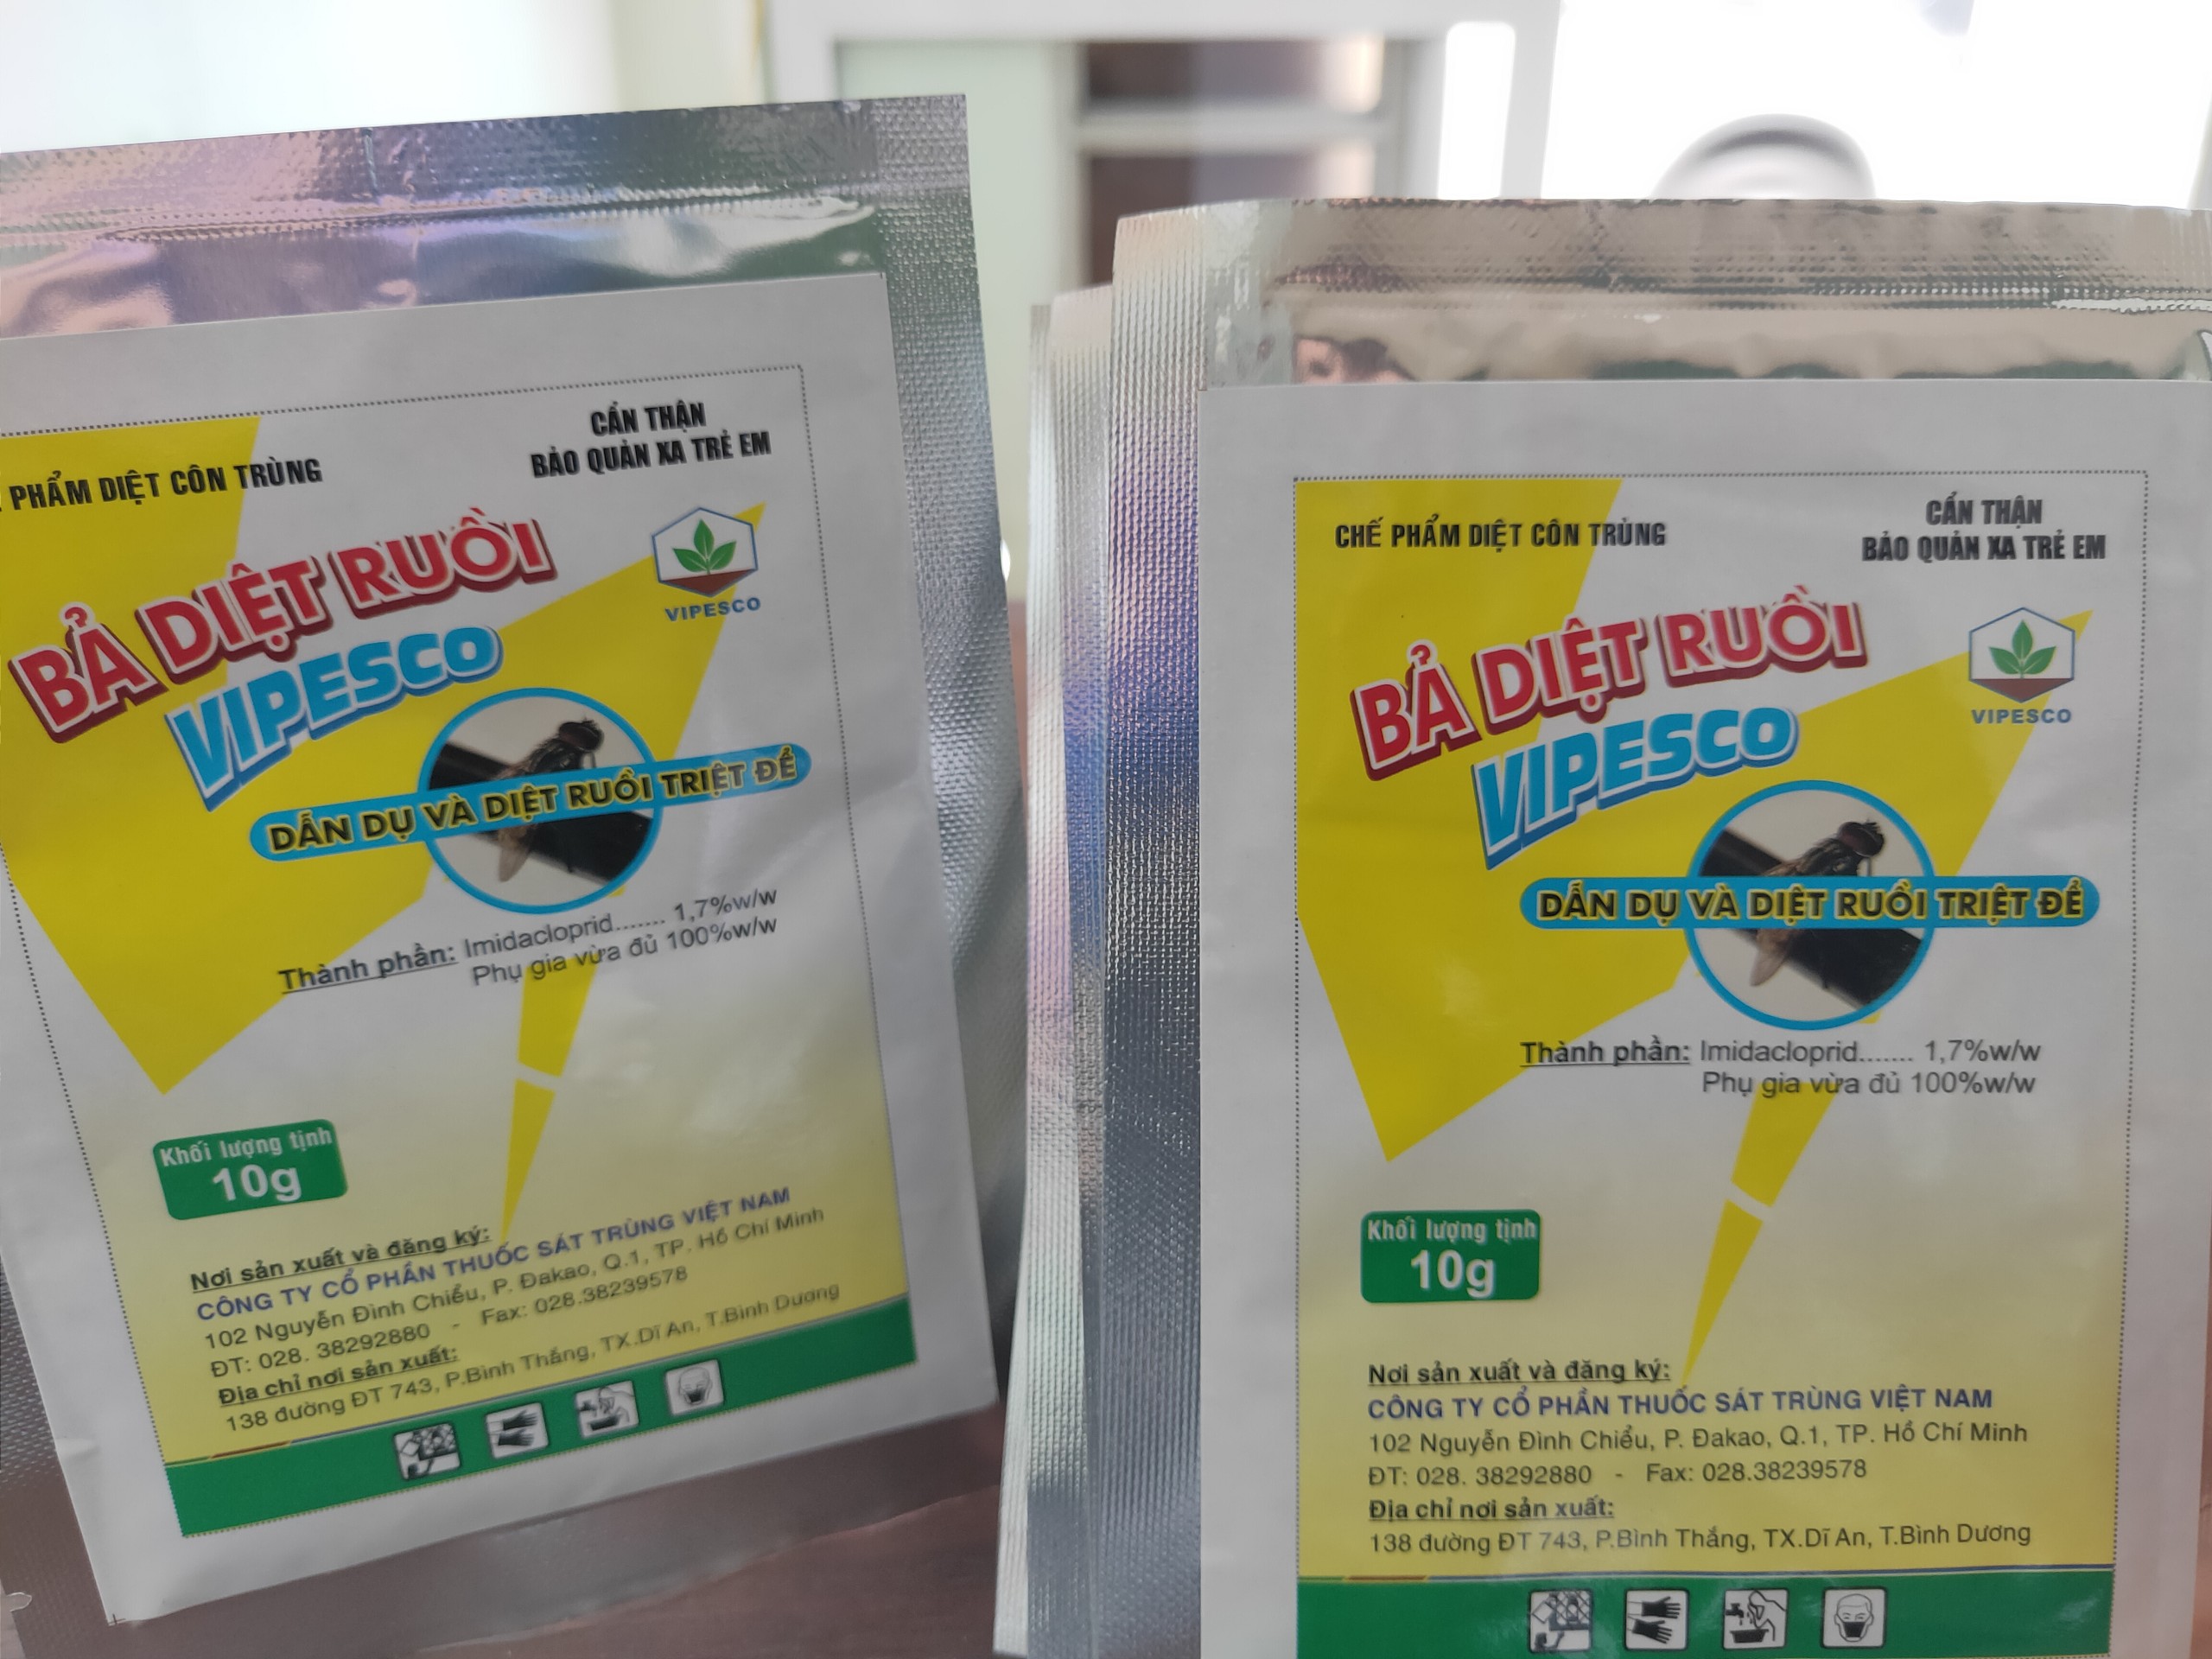 PHẨM DIỆT CÔN TRÙNG
CẨN THẬN
BẢO QUẢN XA TRẺ EM
BẢ DIỆT RUỒI
VIPESCO
VIPESCO
DẪN DỤ VÀ DIỆT RUỒI TRIỆT ĐỂ
Thành phần: Imidacloprid....... 1,7%w/w
Phụ gia vừa đủ 100%w/w
Khối lượng tịnh
10g
Nơi sản xuất và đăng ký:
CÔNG TY CỔ PHẦN THUỐC SÁT TRÙNG VIỆT NAM
102 Nguyễn Đình Chiểu, P. Đakao, Q.1, TP. Hồ Chí Minh
ĐT: 028. 38292880 - Fax: 028.38239578
Địa chỉ nơi sản xuất:
138 đường ĐT 743, P.Bình Thắng, TX.Dĩ An, T.Bình Dương
CHẾ PHẨM DIỆT CÔN TRÙNG
CẨN THẬN
BẢO QUẢN XA TRẺ EM
BẢ DIỆT RUỒI
VIPESCO
VIPESCO
DẪN DỤ VÀ DIỆT RUỒI TRIỆT ĐỂ
Thành phần: Imidacloprid....... 1,7%w/w
Phụ gia vừa đủ 100%w/w
Khối lượng tịnh
10g
Nơi sản xuất và đăng ký:
CÔNG TY CỔ PHẦN THUỐC SÁT TRÙNG VIỆT NAM
102 Nguyễn Đình Chiểu, P. Đakao, Q.1, TP. Hồ Chí Minh
ĐT: 028. 38292880 - Fax: 028.38239578
Địa chỉ nơi sản xuất:
138 đường ĐT 743, P.Bình Thắng, TX.Dĩ An, T.Bình Dương